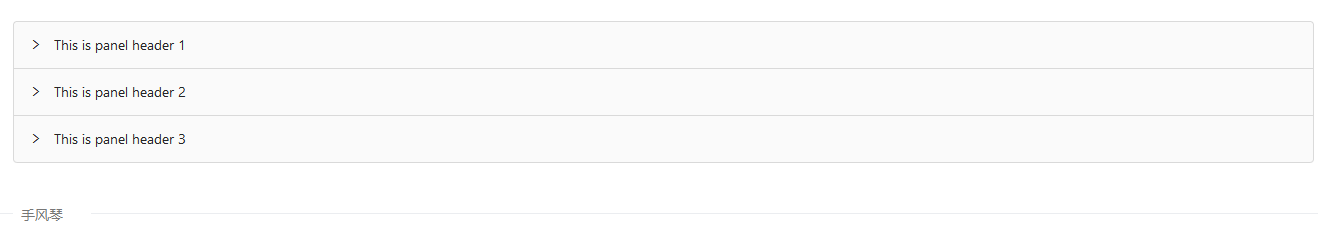 This is panel header 1
This is panel header 2
This is panel header 3
手风琴